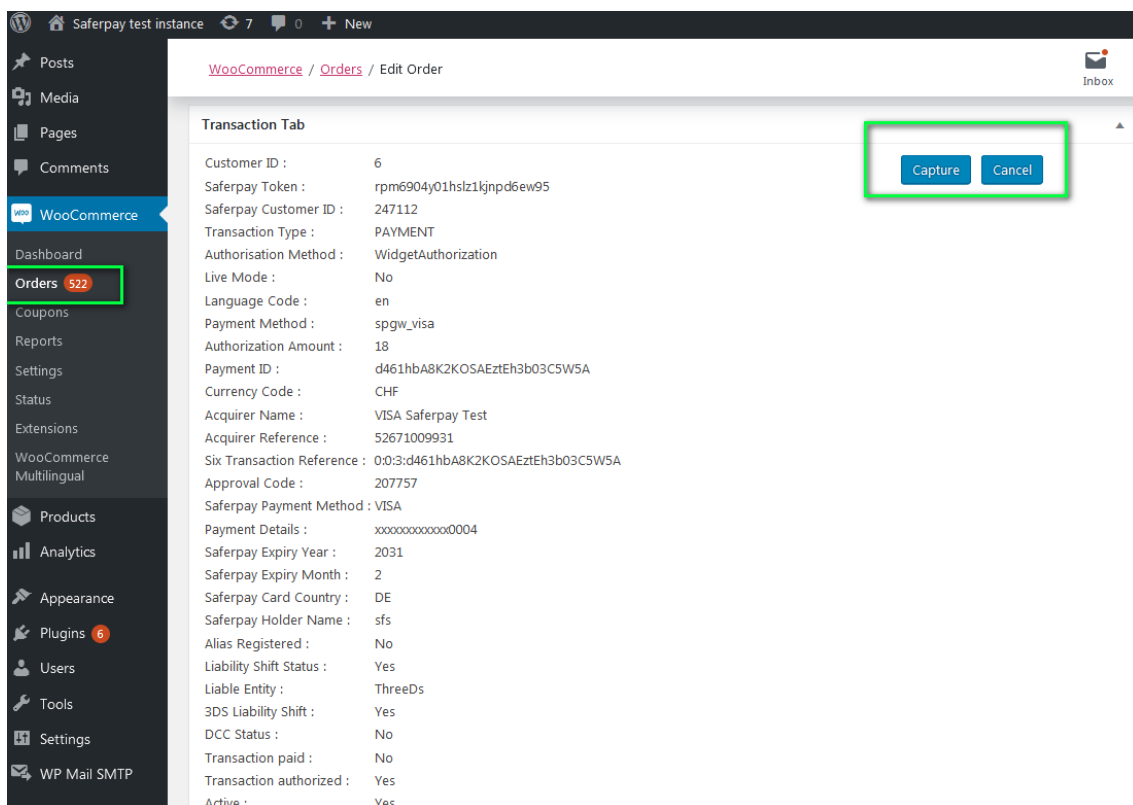 Saferpay test instance 7 0 + New
Posts
Media
Pages
Comments
WooCommerce
Dashboard
Orders 522
Coupons
Reports
Settings
Status
Extensions
WooCommerce
Multilingual
Products
Analytics
Appearance
Plugins 6
Users
Tools
Settings
WP Mail SMTP
WooCommerce / Orders / Edit Order
Inbox
Transaction Tab
Capture Cancel
Customer ID : 6
Saferpay Token : rpm6904y01hslz1kjnpd6ew95
Saferpay Customer ID : 247112
Transaction Type : PAYMENT
Authorisation Method : WidgetAuthorization
Live Mode : No
Language Code : en
Payment Method : spgw_visa
Authorization Amount : 18
Payment ID : d461hbA8K2KOSAEztEh3b03C5W5A
Currency Code : CHF
Acquirer Name : VISA Saferpay Test
Acquirer Reference : 52671009931
Six Transaction Reference : 0:0:3:d461hbA8K2KOSAEztEh3b03C5W5A
Approval Code : 207757
Saferpay Payment Method : VISA
Payment Details : xxxxxxxxxxxx0004
Saferpay Expiry Year : 2031
Saferpay Expiry Month : 2
Saferpay Card Country : DE
Saferpay Holder Name : sfs
Alias Registered : No
Liability Shift Status : Yes
Liable Entity : ThreeDs
3DS Liability Shift : Yes
DCC Status : No
Transaction paid : No
Transaction authorized : Yes
Active : Yes